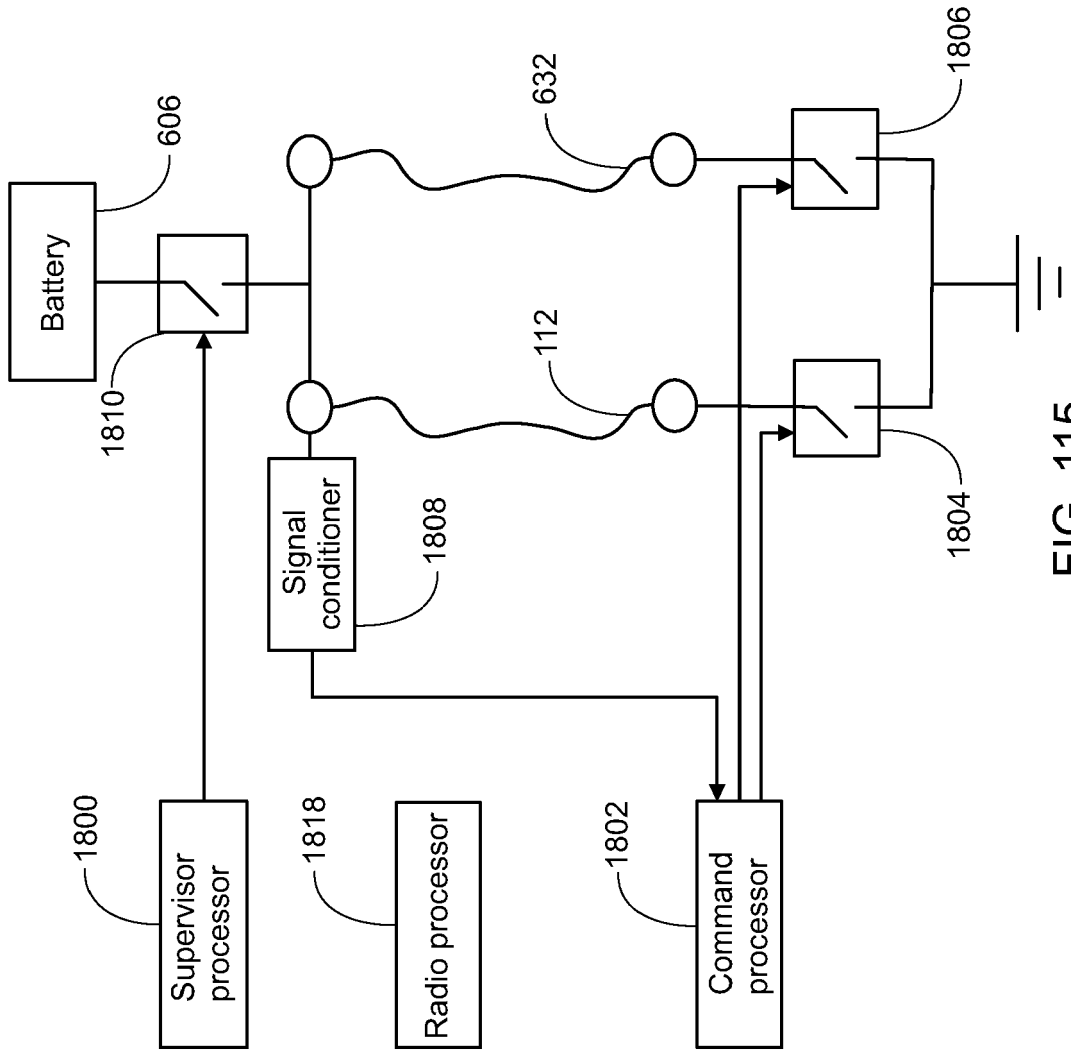 Battery
606
1810
Supervisor
processor
1800
Signal
conditioner
1808
Radio processor
1818
112
632
Command
processor
1802
1804
1806
FIG. 115